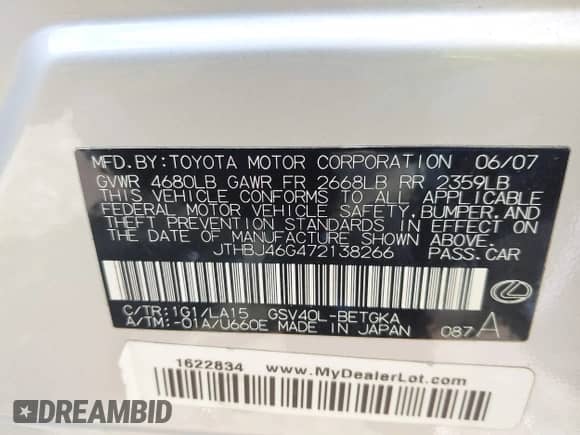 MFD. BY: TOYOTA MOTOR CORPORATION 06/07
GVWR 4680LB GAWR FR 2668LB RR 2359LB
THIS VEHICLE CONFORMS TO ALL APPLICABLE
FEDERAL MOTOR VEHICLE SAFETY, BUMPER, AND
THEFT PREVENTION STANDARDS IN EFFECT ON
THE DATE OF MANUFACTURE SHOWN ABOVE.
JTHBJ46G472138266 PASS. CAR
C/TR: 1G1/LA15 GSV40L-BETGKA
A/TM: -01A/U660E MADE IN JAPAN 087 A
1622834 www.MyDealerLot.com
DREAMBID